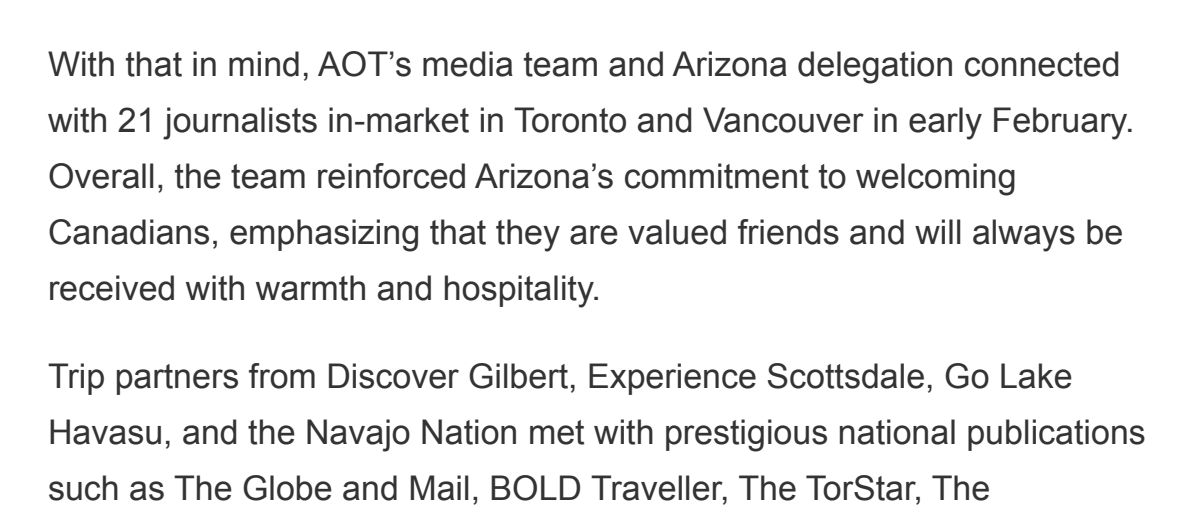 With that in mind, AOT’s media team and Arizona delegation connected
with 21 journalists in-market in Toronto and Vancouver in early February.
Overall, the team reinforced Arizona’s commitment to welcoming
Canadians, emphasizing that they are valued friends and will always be
received with warmth and hospitality.
Trip partners from Discover Gilbert, Experience Scottsdale, Go Lake
Havasu, and the Navajo Nation met with prestigious national publications
such as The Globe and Mail, BOLD Traveller, The TorStar, The